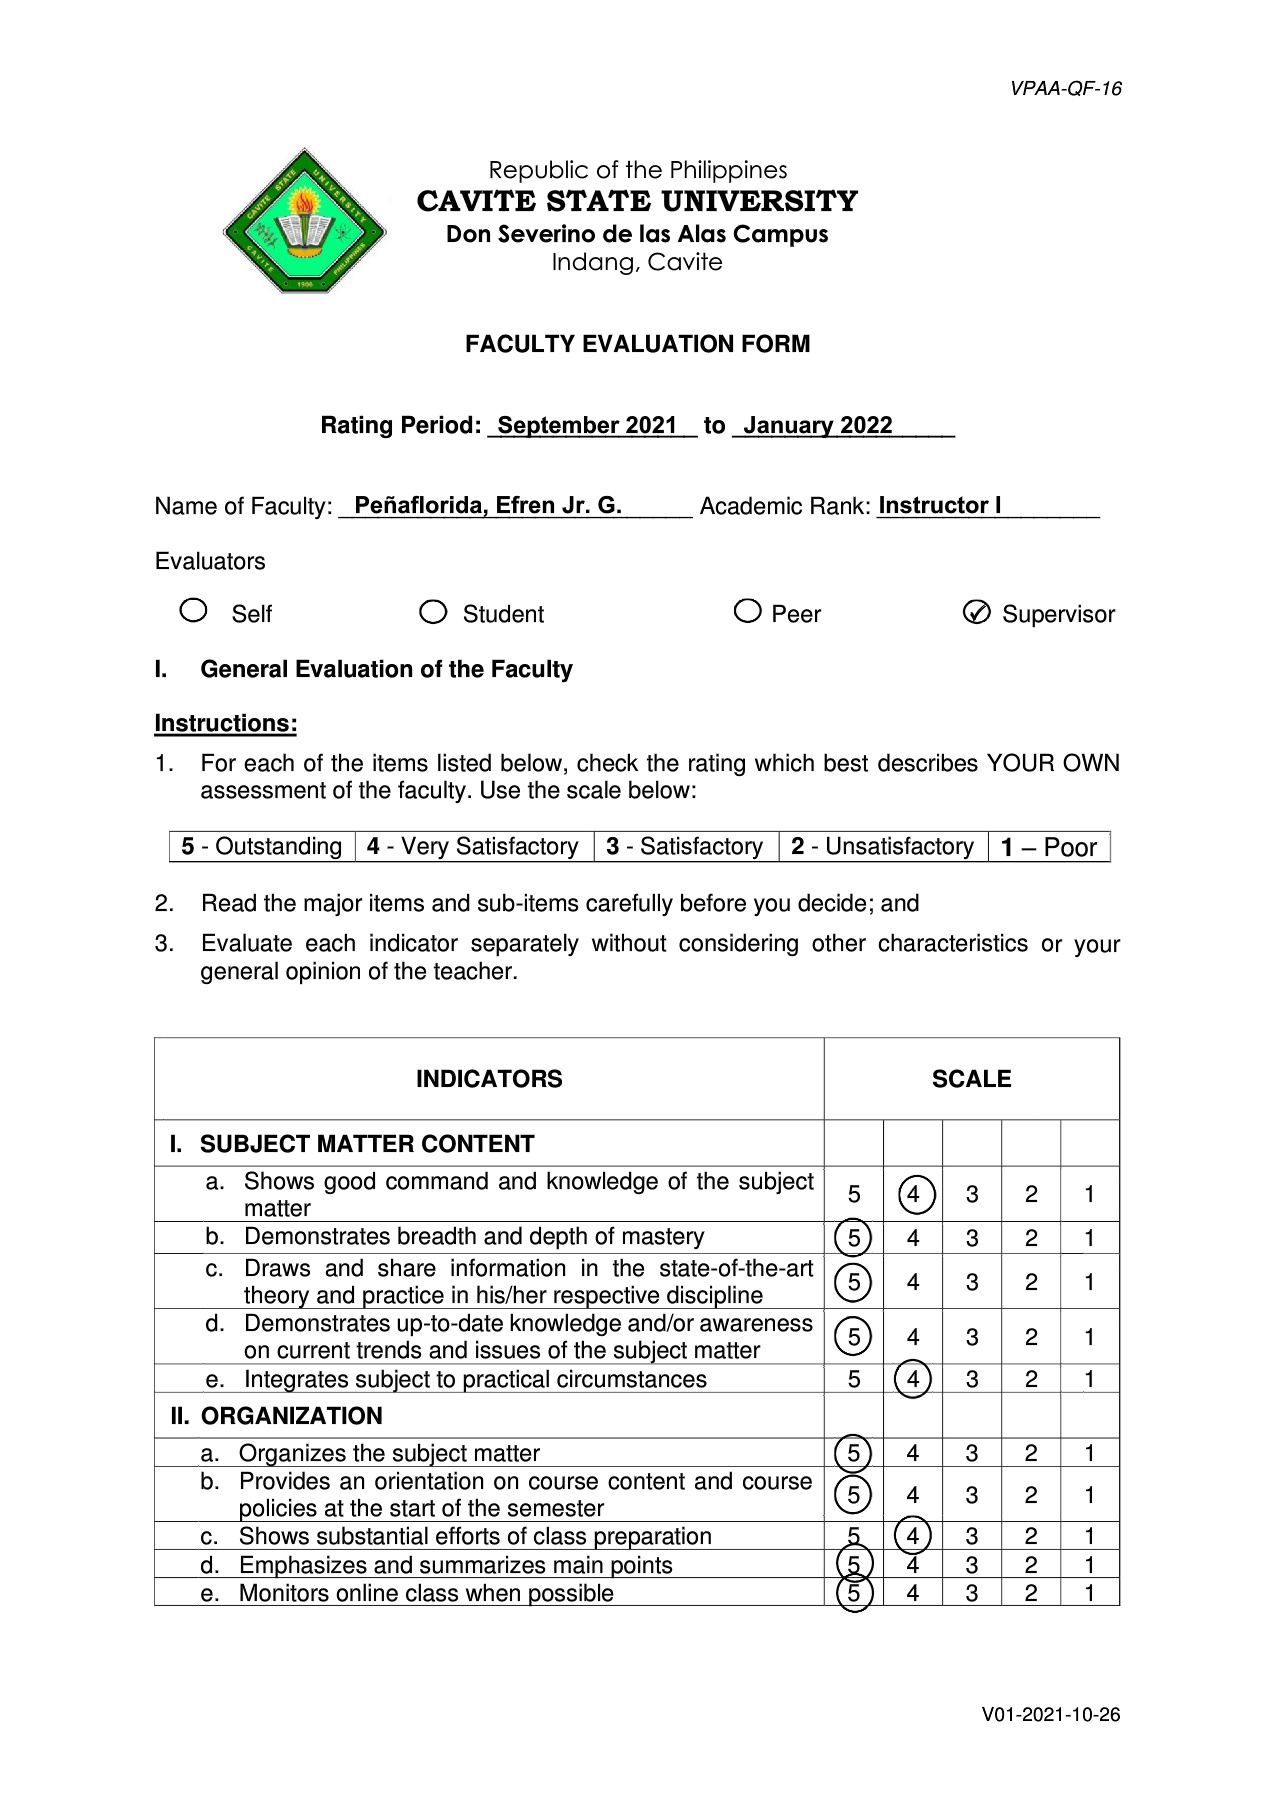 VPAA-QF-16
CAVITE STATE UNIVERSITY
CAVITE PHILIPPINES
1906
Republic of the Philippines
CAVITE STATE UNIVERSITY
Don Severino de las Alas Campus
Indang, Cavite
FACULTY EVALUATION FORM
Rating Period: September 2021 to January 2022
Name of Faculty: Peñaflorida, Efren Jr. G. Academic Rank: Instructor I
Evaluators
Self Student Peer ✓ Supervisor
I. General Evaluation of the Faculty
Instructions:
1. For each of the items listed below, check the rating which best describes YOUR OWN
assessment of the faculty. Use the scale below:
5 - Outstanding 4 - Very Satisfactory 3 - Satisfactory 2 - Unsatisfactory 1 – Poor
2. Read the major items and sub-items carefully before you decide; and
3. Evaluate each indicator separately without considering other characteristics or your
general opinion of the teacher.
INDICATORS SCALE
I. SUBJECT MATTER CONTENT
a. Shows good command and knowledge of the subject
matter 5 4 3 2 1
b. Demonstrates breadth and depth of mastery 5 4 3 2 1
c. Draws and share information in the state-of-the-art
theory and practice in his/her respective discipline 5 4 3 2 1
d. Demonstrates up-to-date knowledge and/or awareness
on current trends and issues of the subject matter 5 4 3 2 1
e. Integrates subject to practical circumstances 5 4 3 2 1
II. ORGANIZATION
a. Organizes the subject matter 5 4 3 2 1
b. Provides an orientation on course content and course
policies at the start of the semester 5 4 3 2 1
c. Shows substantial efforts of class preparation 5 4 3 2 1
d. Emphasizes and summarizes main points 5 4 3 2 1
e. Monitors online class when possible 5 4 3 2 1
V01-2021-10-26